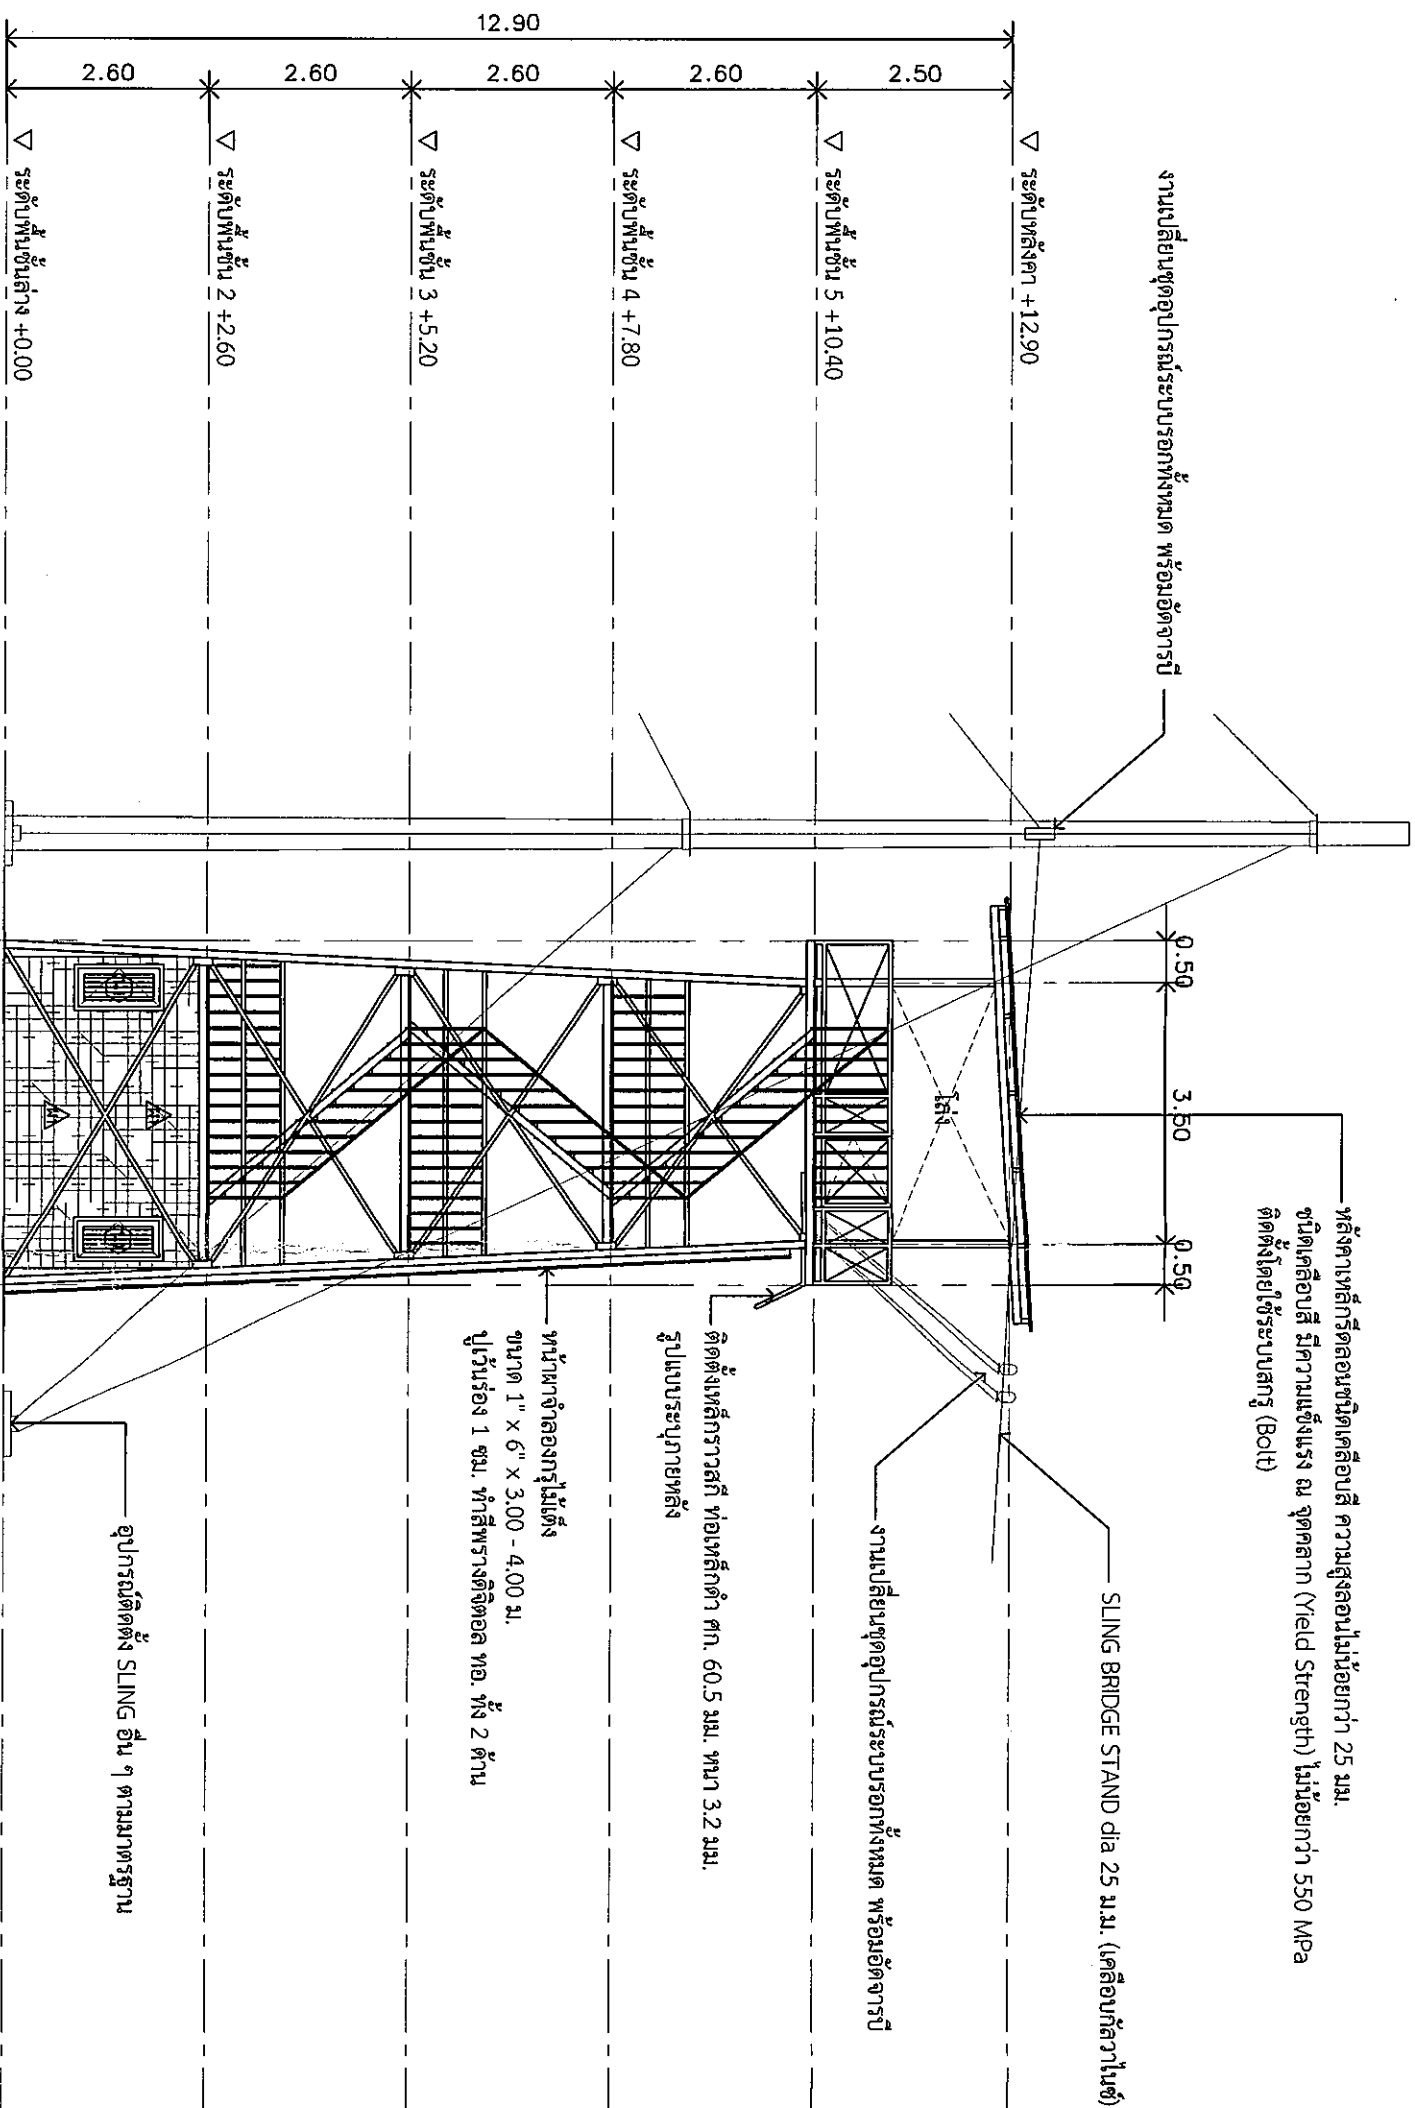 งานเปลี่ยนชุดอุปกรณ์ระบบรอกทั้งหมด พร้อมอัดจารบี
หลังคาเหล็กรีดลอนชนิดเคลือบสี ความสูงลอนไม่น้อยกว่า 25 มม.
ชนิดเคลือบสี มีความแข็งแรง ณ จุดคลาก (Yield Strength) ไม่น้อยกว่า 550 MPa
ติดตั้งโดยใช้ระบบสกรู (Bolt)
SLING BRIDGE STAND dia 25 ม.ม. (เคลือบกัลวาไนซ์)
0.50
3.50
0.50
▽ ระดับหลังคา +12.90
โล่ง
งานเปลี่ยนชุดอุปกรณ์ระบบรอกทั้งหมด พร้อมอัดจารบี
12.90
2.50
▽ ระดับพื้นชั้น 5 +10.40
ติดตั้งเหล็กราวสกี ท่อเหล็กดำ ศก. 60.5 มม. หนา 3.2 มม.
รูปแบบระบุภายหลัง
2.60
▽ ระดับพื้นชั้น 4 +7.80
หน้าผาจำลองกรุไม้เต็ง
ขนาด 1" x 6" x 3.00 - 4.00 ม.
ปูเว้นร่อง 1 ซม. ทำสีพรางดิจิตอล ทอ. ทั้ง 2 ด้าน
2.60
▽ ระดับพื้นชั้น 3 +5.20
2.60
▽ ระดับพื้นชั้น 2 +2.60
อุปกรณ์ติดตั้ง SLING อื่น ๆ ตามมาตรฐาน
2.60
▽ ระดับพื้นชั้นล่าง +0.00